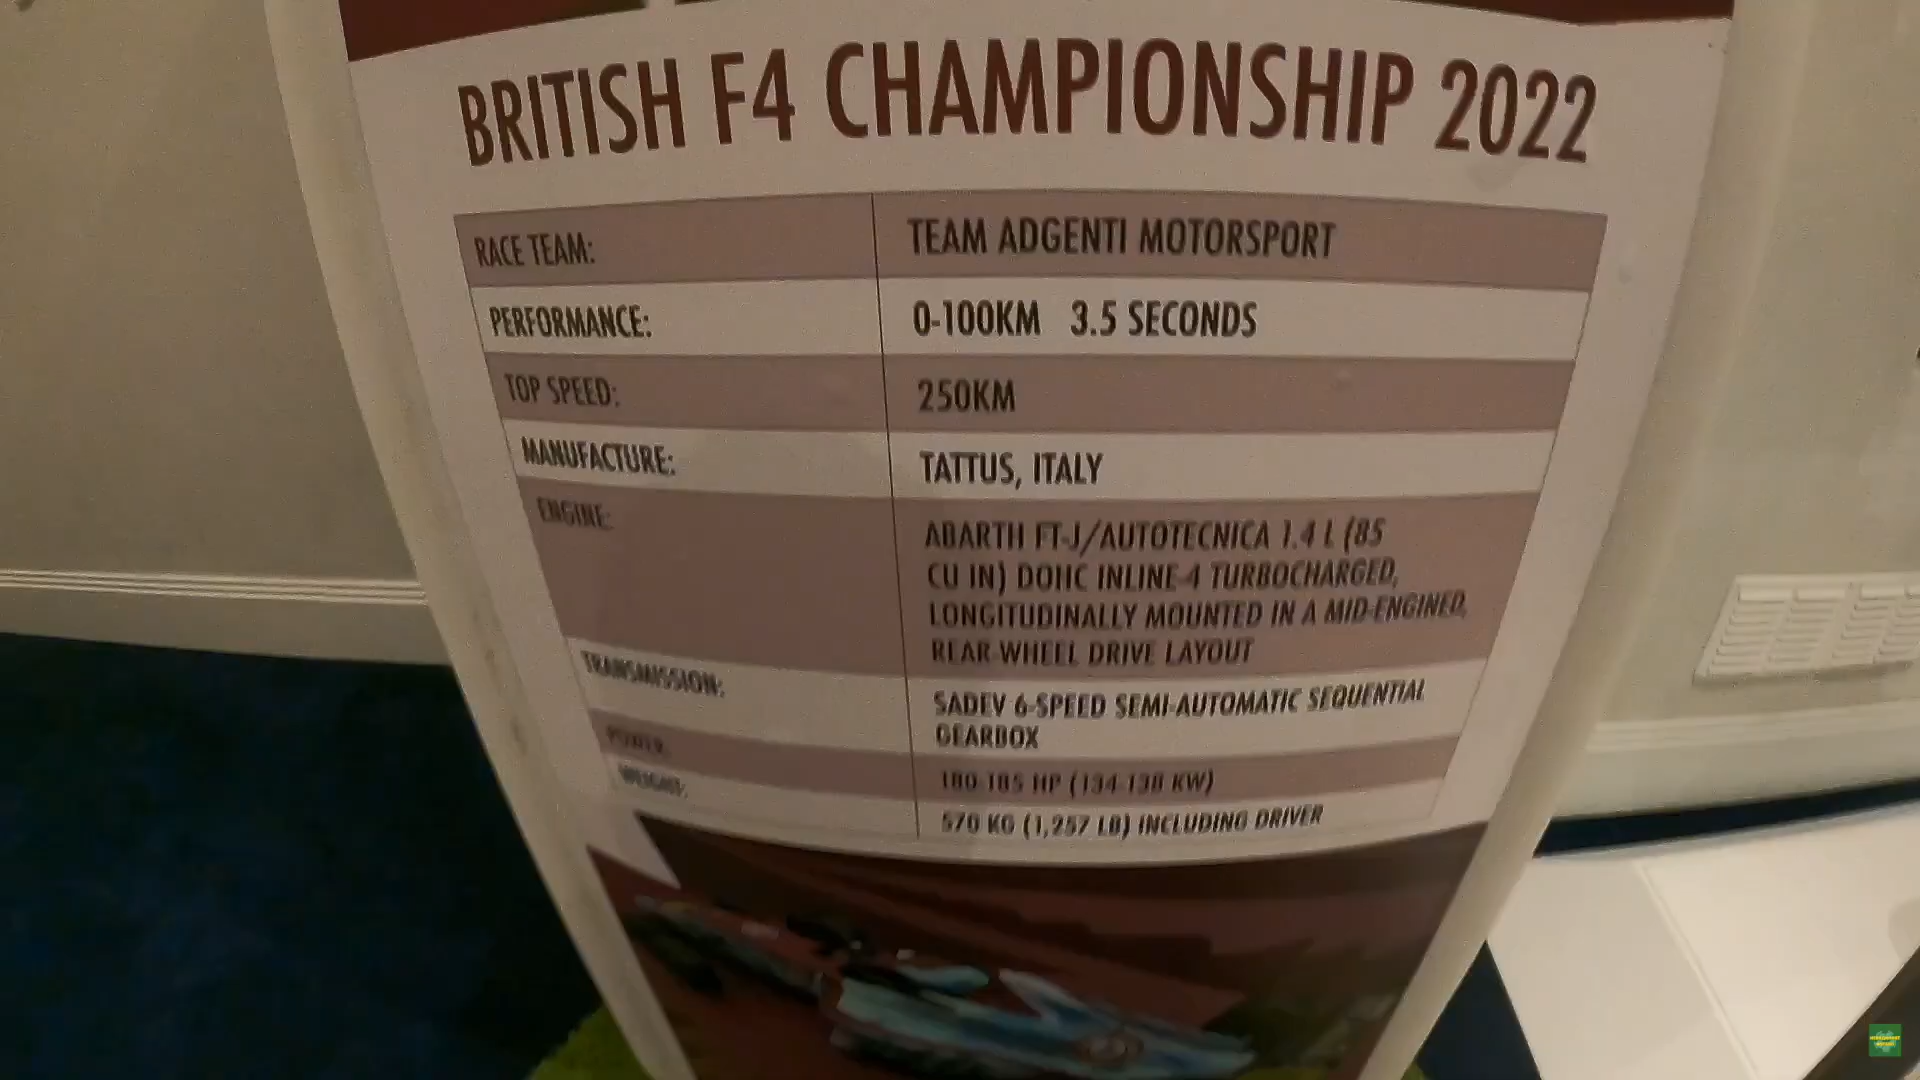 BRITISH F4 CHAMPIONSHIP 2022
RACE TEAM: TEAM ADGENTI MOTORSPORT
PERFORMANCE: 0-100KM 3.5 SECONDS
TOP SPEED: 250KM
MANUFACTURE: TATTUS, ITALY
ENGINE: ABARTH FT-J/AUTOTECNICA 1.4 L (85
CU IN) DOHC INLINE-4 TURBOCHARGED,
LONGITUDINALLY MOUNTED IN A MID-ENGINED,
REAR-WHEEL DRIVE LAYOUT
TRANSMISSION: SADEV 6-SPEED SEMI-AUTOMATIC SEQUENTIAL
GEARBOX
POWER: 180-185 HP (134-138 KW)
WEIGHT: 570 KG (1,257 LB) INCLUDING DRIVER